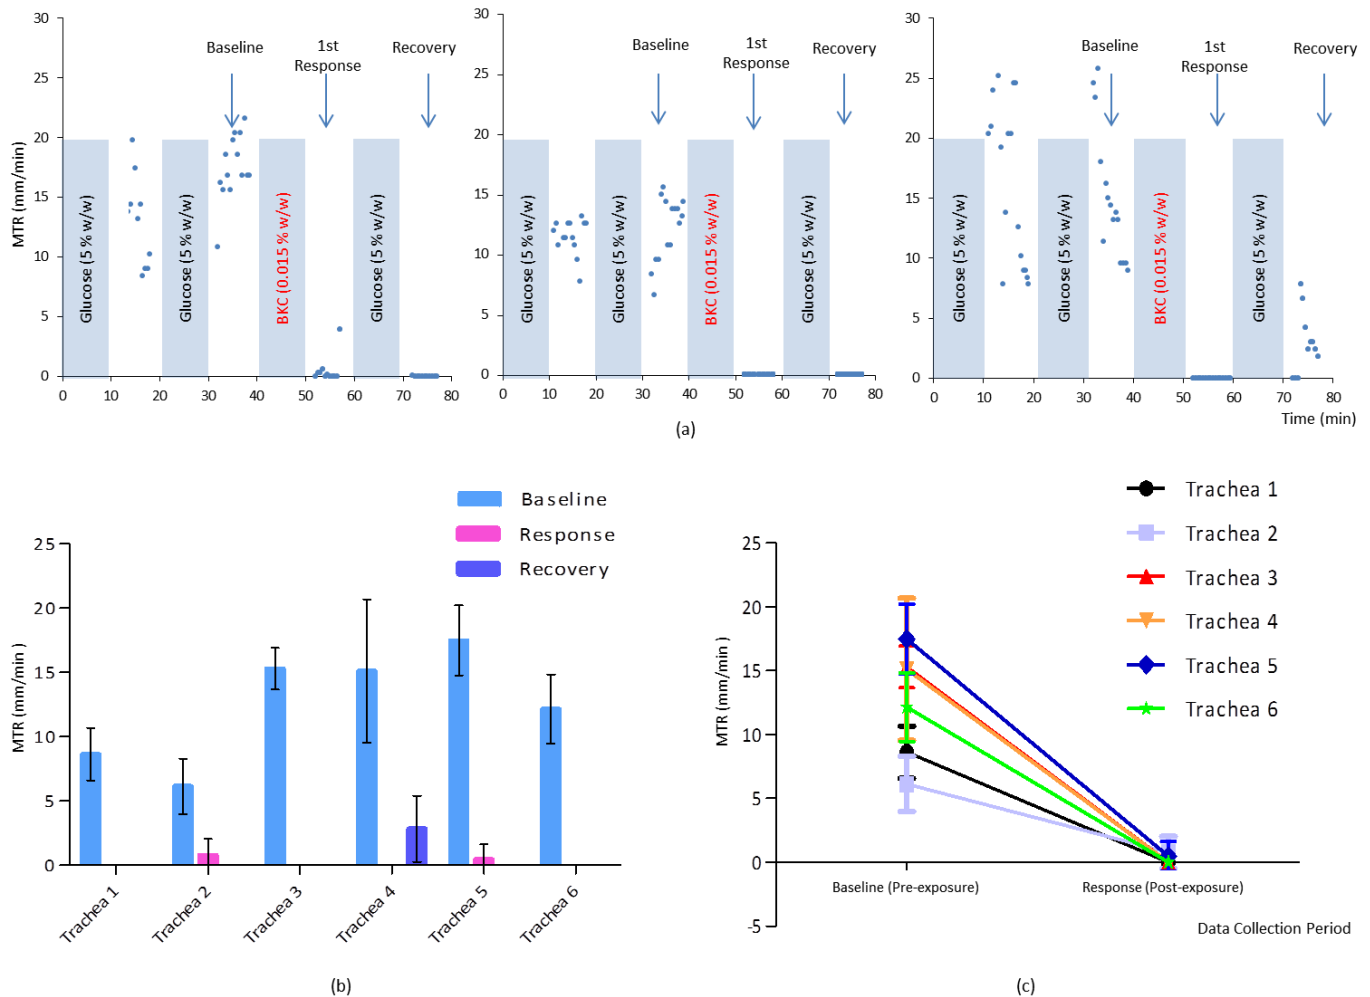 30
25
20
15
10
5
0
MTR (mm/min)
Baseline
1st
Response
Recovery
Glucose (5 % w/w)
Glucose (5 % w/w)
BKC (0.015 % w/w)
Glucose (5 % w/w)
0 10 20 30 40 50 60 70 80
30
25
20
15
10
5
0
Baseline
1st
Response
Recovery
Glucose (5 % w/w)
Glucose (5 % w/w)
BKC (0.015 % w/w)
Glucose (5 % w/w)
0 10 20 30 40 50 60 70 80
30
25
20
15
10
5
0
Baseline
1st
Response
Recovery
Glucose (5 % w/w)
Glucose (5 % w/w)
BKC (0.015 % w/w)
Glucose (5 % w/w)
0 10 20 30 40 50 60 70 80
Time (min)
(a)
Baseline
Response
Recovery
25
20
15
10
5
0
MTR (mm/min )
Trachea 1
Trachea 2
Trachea 3
Trachea 4
Trachea 5
Trachea 6
(b)
Trachea 1
Trachea 2
Trachea 3
Trachea 4
Trachea 5
Trachea 6
25
20
15
10
5
0
-5
MTR (mm/min )
Baseline (Pre-exposure)
Response (Post-exposure)
Data Collection Period
(c)